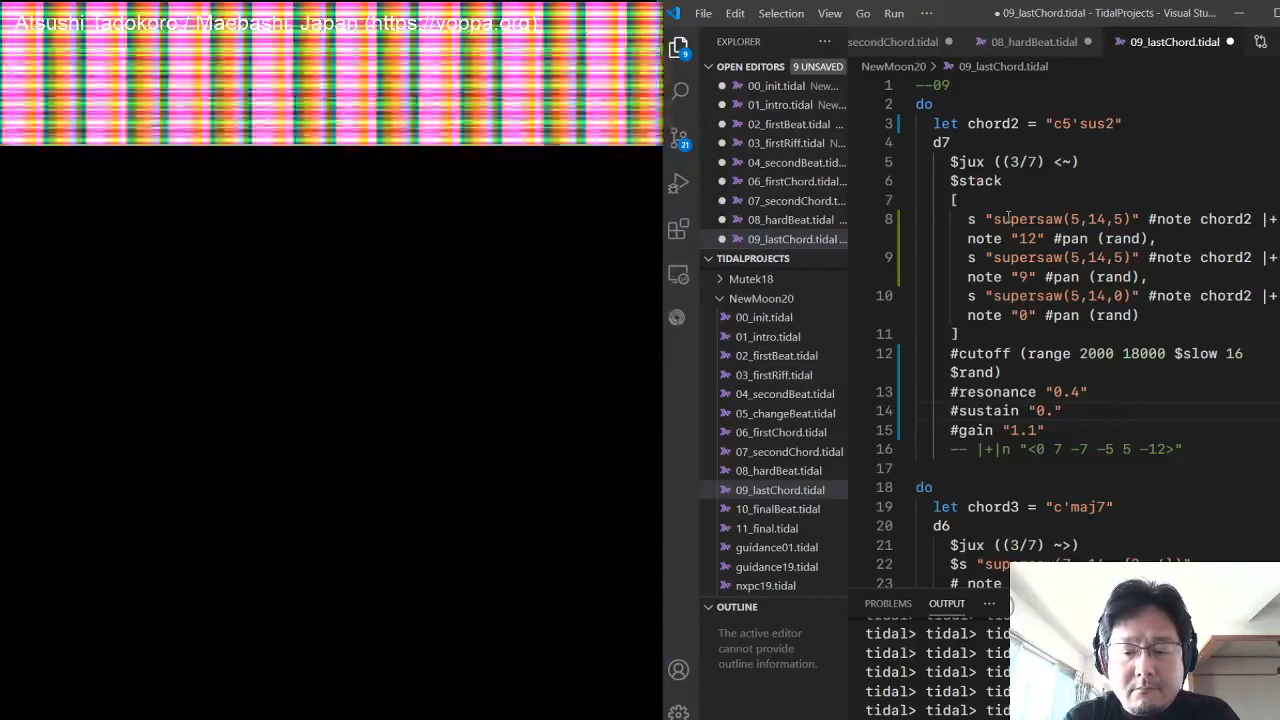 Atsushi Tadokoro / Maebashi, Japan (https://yoppa.org)
File Edit Selection View Go Run ··· ● 09_lastChord.tidal - NewMoon20 - Visual
EXPLORER ···
secondChord.tidal ● 08_hardBeat.tidal ● 09_lastChord.tidal ●
OPEN EDITORS 9 UNSAVED
NewMoon20 > 09_lastChord.tidal
9
00_init.tidal New...
01_intro.tidal New...
02_firstBeat.tidal ...
03_firstRiff.tidal N...
04_secondBeat.tid...
06_firstChord.tidal...
07_secondChord.t...
08_hardBeat.tidal ...
09_lastChord.tidal ...
21
TIDALPROJECTS
Mutek18
NewMoon20
00_init.tidal
01_intro.tidal
02_firstBeat.tidal
03_firstRiff.tidal
04_secondBeat.tidal
05_changeBeat.tidal
06_firstChord.tidal
07_secondChord.tidal
08_hardBeat.tidal
09_lastChord.tidal
10_finalBeat.tidal
11_final.tidal
guidance01.tidal
guidance19.tidal
nxpc19.tidal
OUTLINE
The active editor
cannot provide
outline information.
1 --09
2 do
3 let chord2 = "c5'sus2"
4 d7
5 $jux ((3/7) <~)
6 $stack
7 [
8 s "supersaw(5,14,5)" #note chord2 |+
note "12" #pan (rand),
9 s "supersaw(5,14,5)" #note chord2 |+
note "9" #pan (rand),
10 s "supersaw(5,14,0)" #note chord2 |+
note "0" #pan (rand)
11 ]
12 #cutoff (range 2000 18000 $slow 16
$rand)
13 #resonance "0.4"
14 #sustain "0."
15 #gain "1.1"
16 -- |+|n "<0 7 -7 -5 5 -12>"
17
18 do
19 let chord3 = "c'maj7"
20 d6
21 $jux ((3/7) ~>)
22
23 # note
PROBLEMS OUTPUT ···
tidal> tidal> tid
tidal> tidal> tid
tidal> tidal> tid
tidal> tidal> tid
tidal> tidal> tid